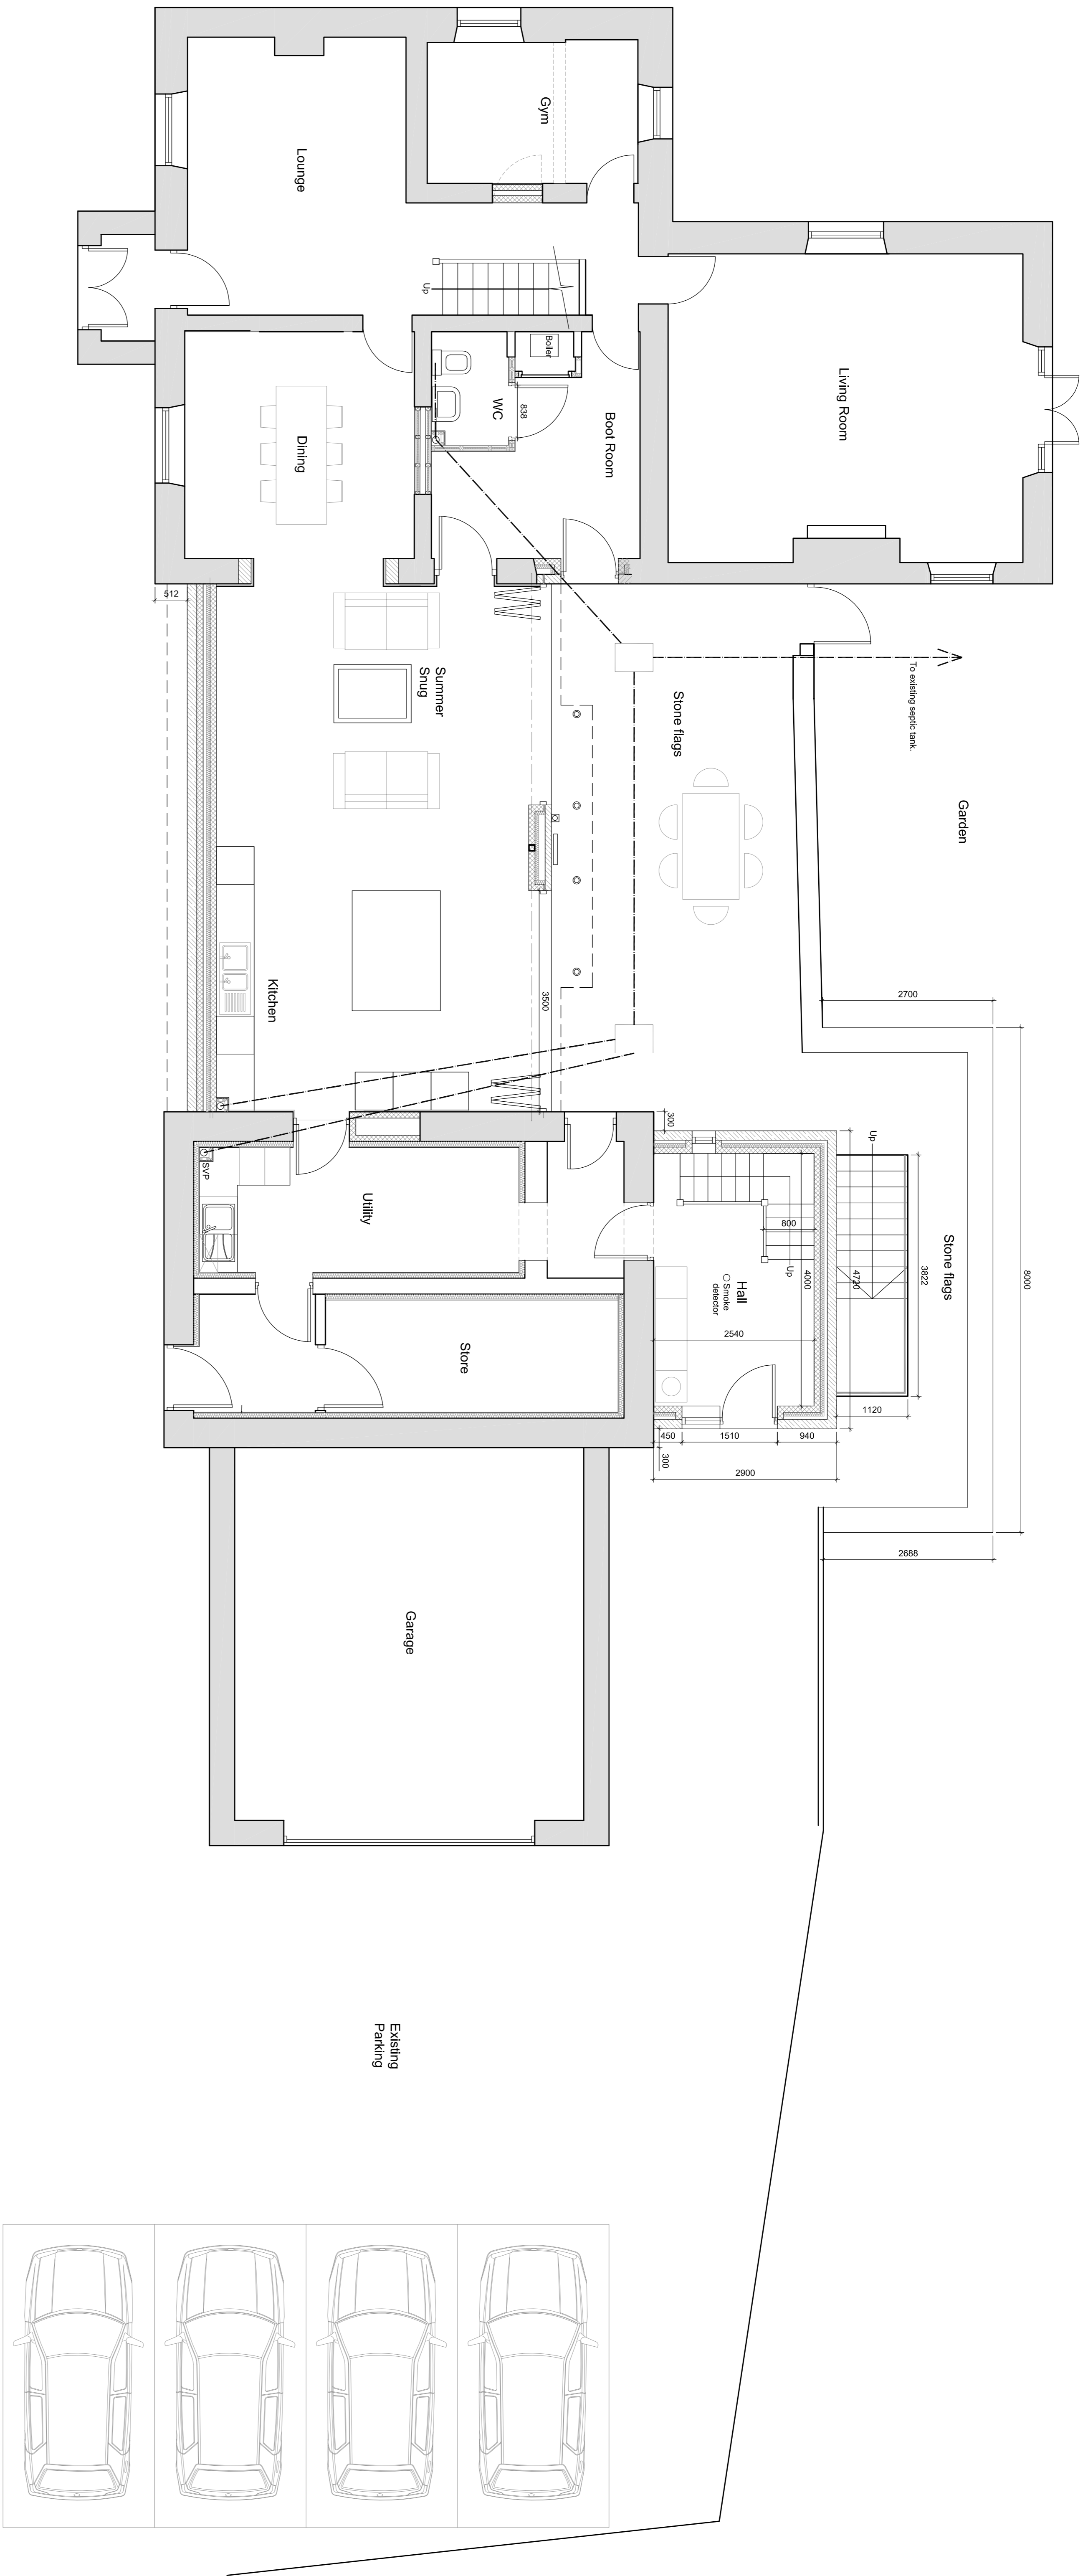 Gym
Lounge
Up
Boiler
WC
838
Boot Room
Dining
Living Room
512
Summer
Snug
Stone flags
To existing septic tank.
Garden
Kitchen
3500
2700
8000
300
Up
SVP
Utility
800
Up
4000
4720
3822
Stone flags
Hall
Smoke
detector
2540
Store
1120
450
1510
940
300
2900
2688
Garage
Existing
Parking